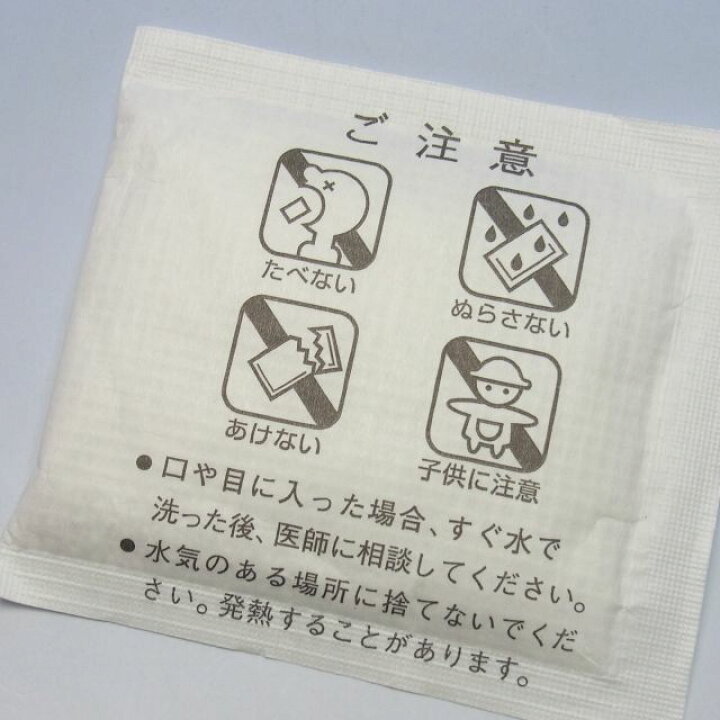 ご注意
たべない
ぬらさない
あけない
子供に注意
●口や目に入った場合、すぐ水で
洗った後、医師に相談してください。
●水気のある場所に捨てないでくだ
さい。発熱することがあります。